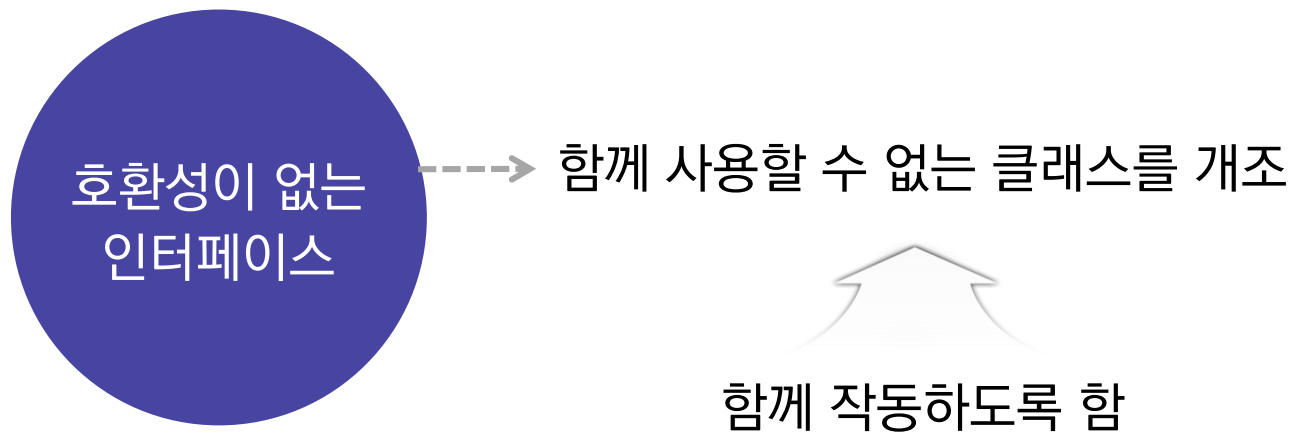 호환성이 없는
인터페이스
함께 사용할 수 없는 클래스를 개조
함께 작동하도록 함